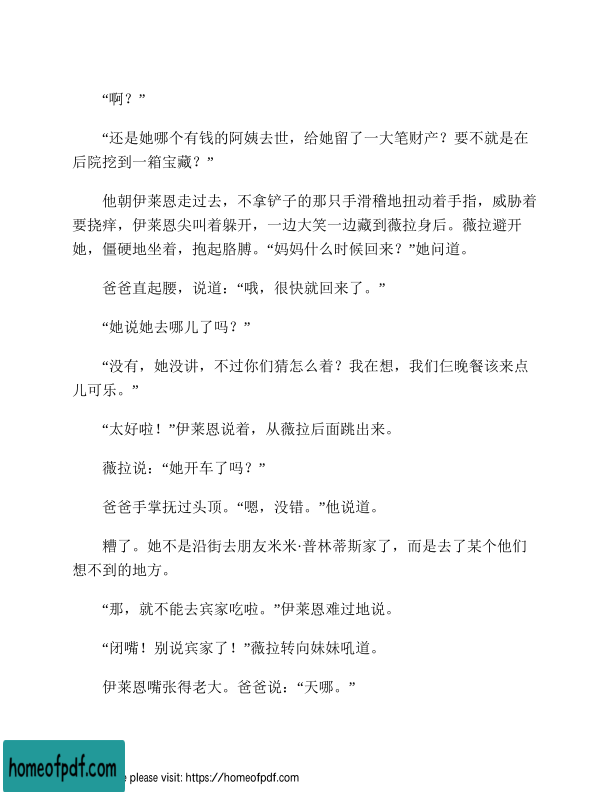 “啊？”
“还是她哪个有钱的阿姨去世，给她留了一大笔财产？要不就是在
后院挖到一箱宝藏？”
他朝伊莱恩走过去，不拿铲子的那只手滑稽地扭动着手指，威胁着
要挠痒，伊莱恩尖叫着躲开，一边大笑一边藏到薇拉身后。薇拉避开
她，僵硬地坐着，抱起胳膊。“妈妈什么时候回来？”她问道。
爸爸直起腰，说道：“哦，很快就回来了。”
“她说她去哪儿了吗？”
“没有，她没讲，不过你们猜怎么着？我在想，我们仨晚餐该来点
儿可乐。”
“太好啦！”伊莱恩说着，从薇拉后面跳出来。
薇拉说：“她开车了吗？”
爸爸手掌抚过头顶。“嗯，没错。”他说道。
糟了。她不是沿街去朋友米米·普林蒂斯家了，而是去了某个他们
想不到的地方。
“那，就不能去宾家吃啦。”伊莱恩难过地说。
“闭嘴！别说宾家了！”薇拉转向妹妹吼道。
伊莱恩嘴张得老大。爸爸说：“天哪。”
homeofpdf.com
e please visit: https://homeofpdf.com